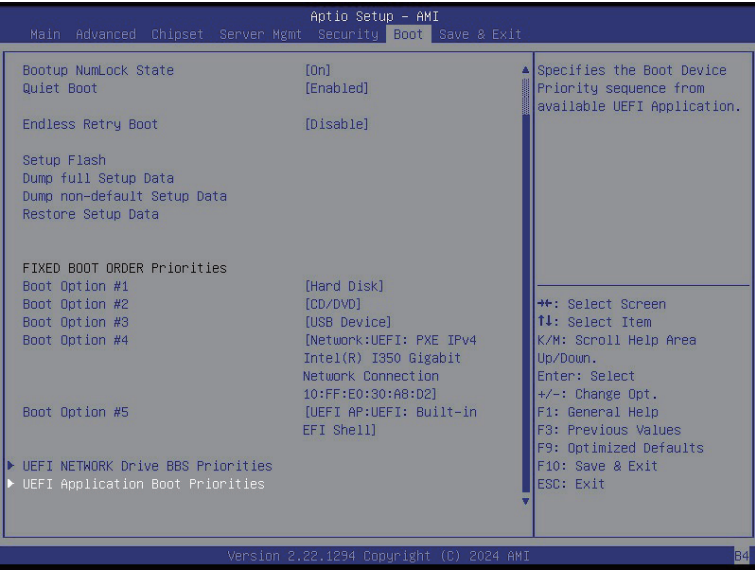 Aptio Setup – AMI
Main Advanced Chipset Server Mgmt Security Boot Save & Exit
Bootup NumLock State [On]
Quiet Boot [Enabled]
Endless Retry Boot [Disable]
Setup Flash
Dump full Setup Data
Dump non-default Setup Data
Restore Setup Data
FIXED BOOT ORDER Priorities
Boot Option #1 [Hard Disk]
Boot Option #2 [CD/DVD]
Boot Option #3 [USB Device]
Boot Option #4 [Network:UEFI: PXE IPv4
Intel(R) I350 Gigabit
Network Connection
10:FF:E0:30:A8:D2]
Boot Option #5 [UEFI AP:UEFI: Built-in
EFI Shell]
UEFI NETWORK Drive BBS Priorities
UEFI Application Boot Priorities
Specifies the Boot Device
Priority sequence from
available UEFI Application.
→←: Select Screen
↑↓: Select Item
K/M: Scroll Help Area
Up/Down.
Enter: Select
+/-: Change Opt.
F1: General Help
F3: Previous Values
F9: Optimized Defaults
F10: Save & Exit
ESC: Exit
Version 2.22.1294 Copyright (C) 2024 AMI
B4